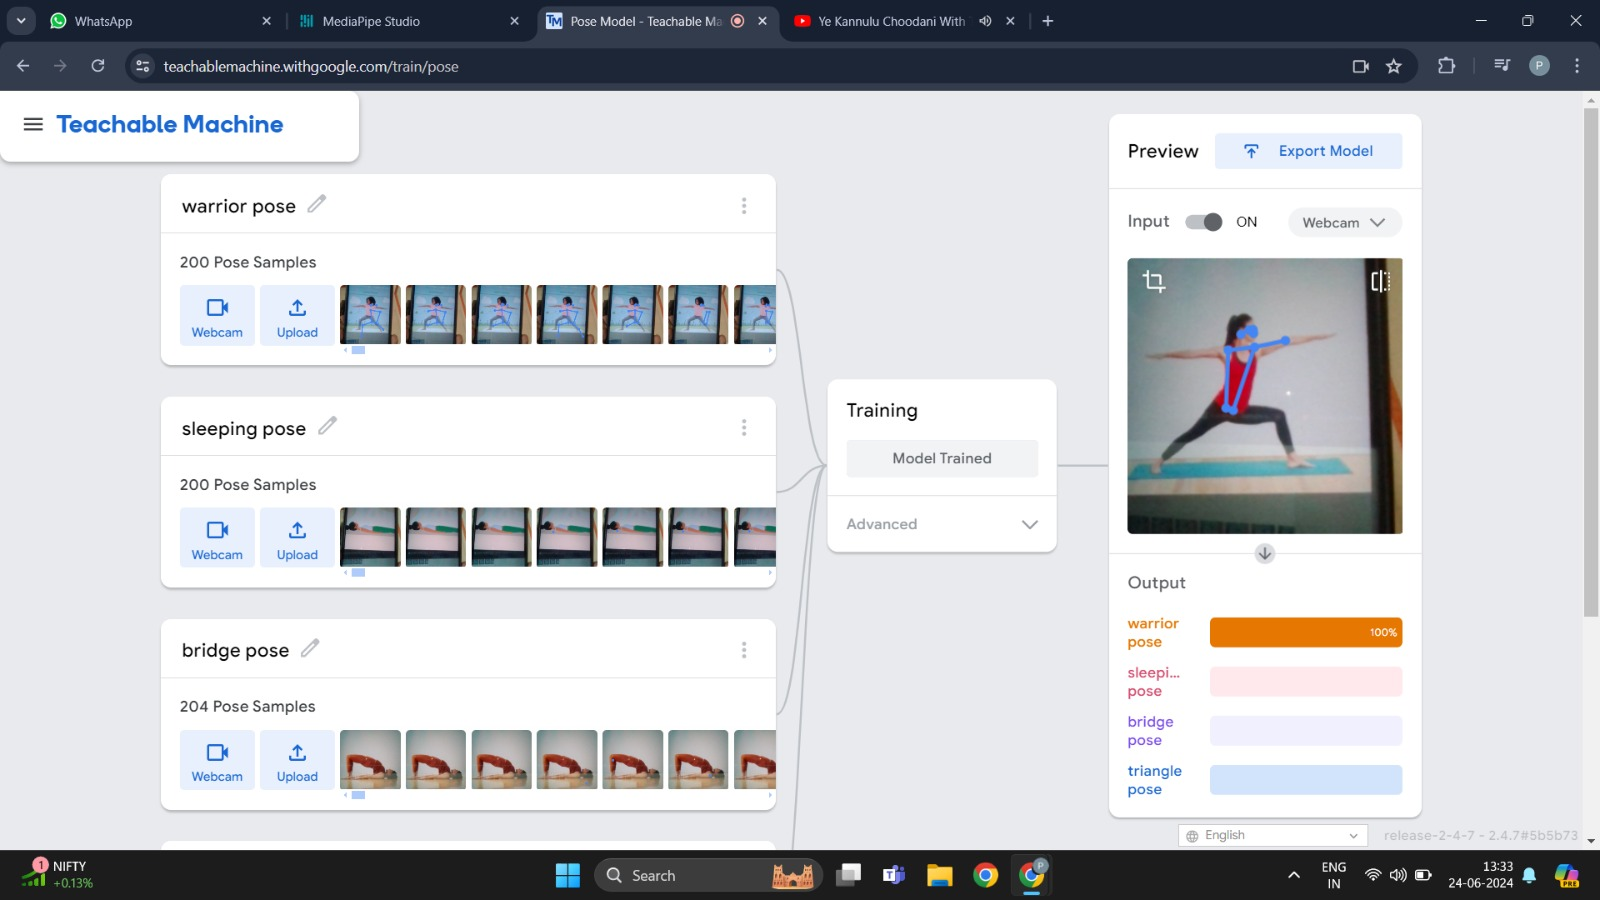 WhatsApp
MediaPipe Studio
Pose Model - Teachable Ma
Ye Kannulu Choodani With
teachablemachine.withgoogle.com/train/pose
P
Teachable Machine
warrior pose
200 Pose Samples
Webcam
Upload
sleeping pose
200 Pose Samples
Webcam
Upload
bridge pose
204 Pose Samples
Webcam
Upload
Training
Model Trained
Advanced
Preview
Export Model
Input
ON
Webcam
Output
warrior
pose
100%
sleepi...
pose
bridge
pose
triangle
pose
English
release-2-4-7 - 2.4.7#5b5b73
1
NIFTY
+0.13%
Search
P
ENG
IN
13:33
24-06-2024
PRE